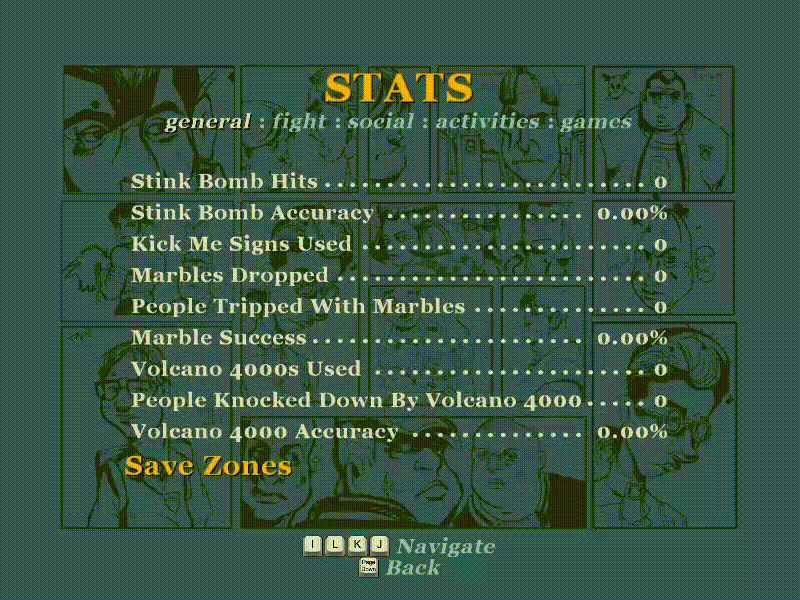 STATS
general : fight : social : activities : games
Stink Bomb Hits ........................... 0
Stink Bomb Accuracy ................. 0.00%
Kick Me Signs Used ....................... 0
Marbles Dropped ......................... 0
People Tripped With Marbles .............. 0
Marble Success ....................... 0.00%
Volcano 4000s Used ...................... 0
People Knocked Down By Volcano 4000 ..... 0
Volcano 4000 Accuracy .............. 0.00%
Save Zones
I L K J Navigate
Page Down Back